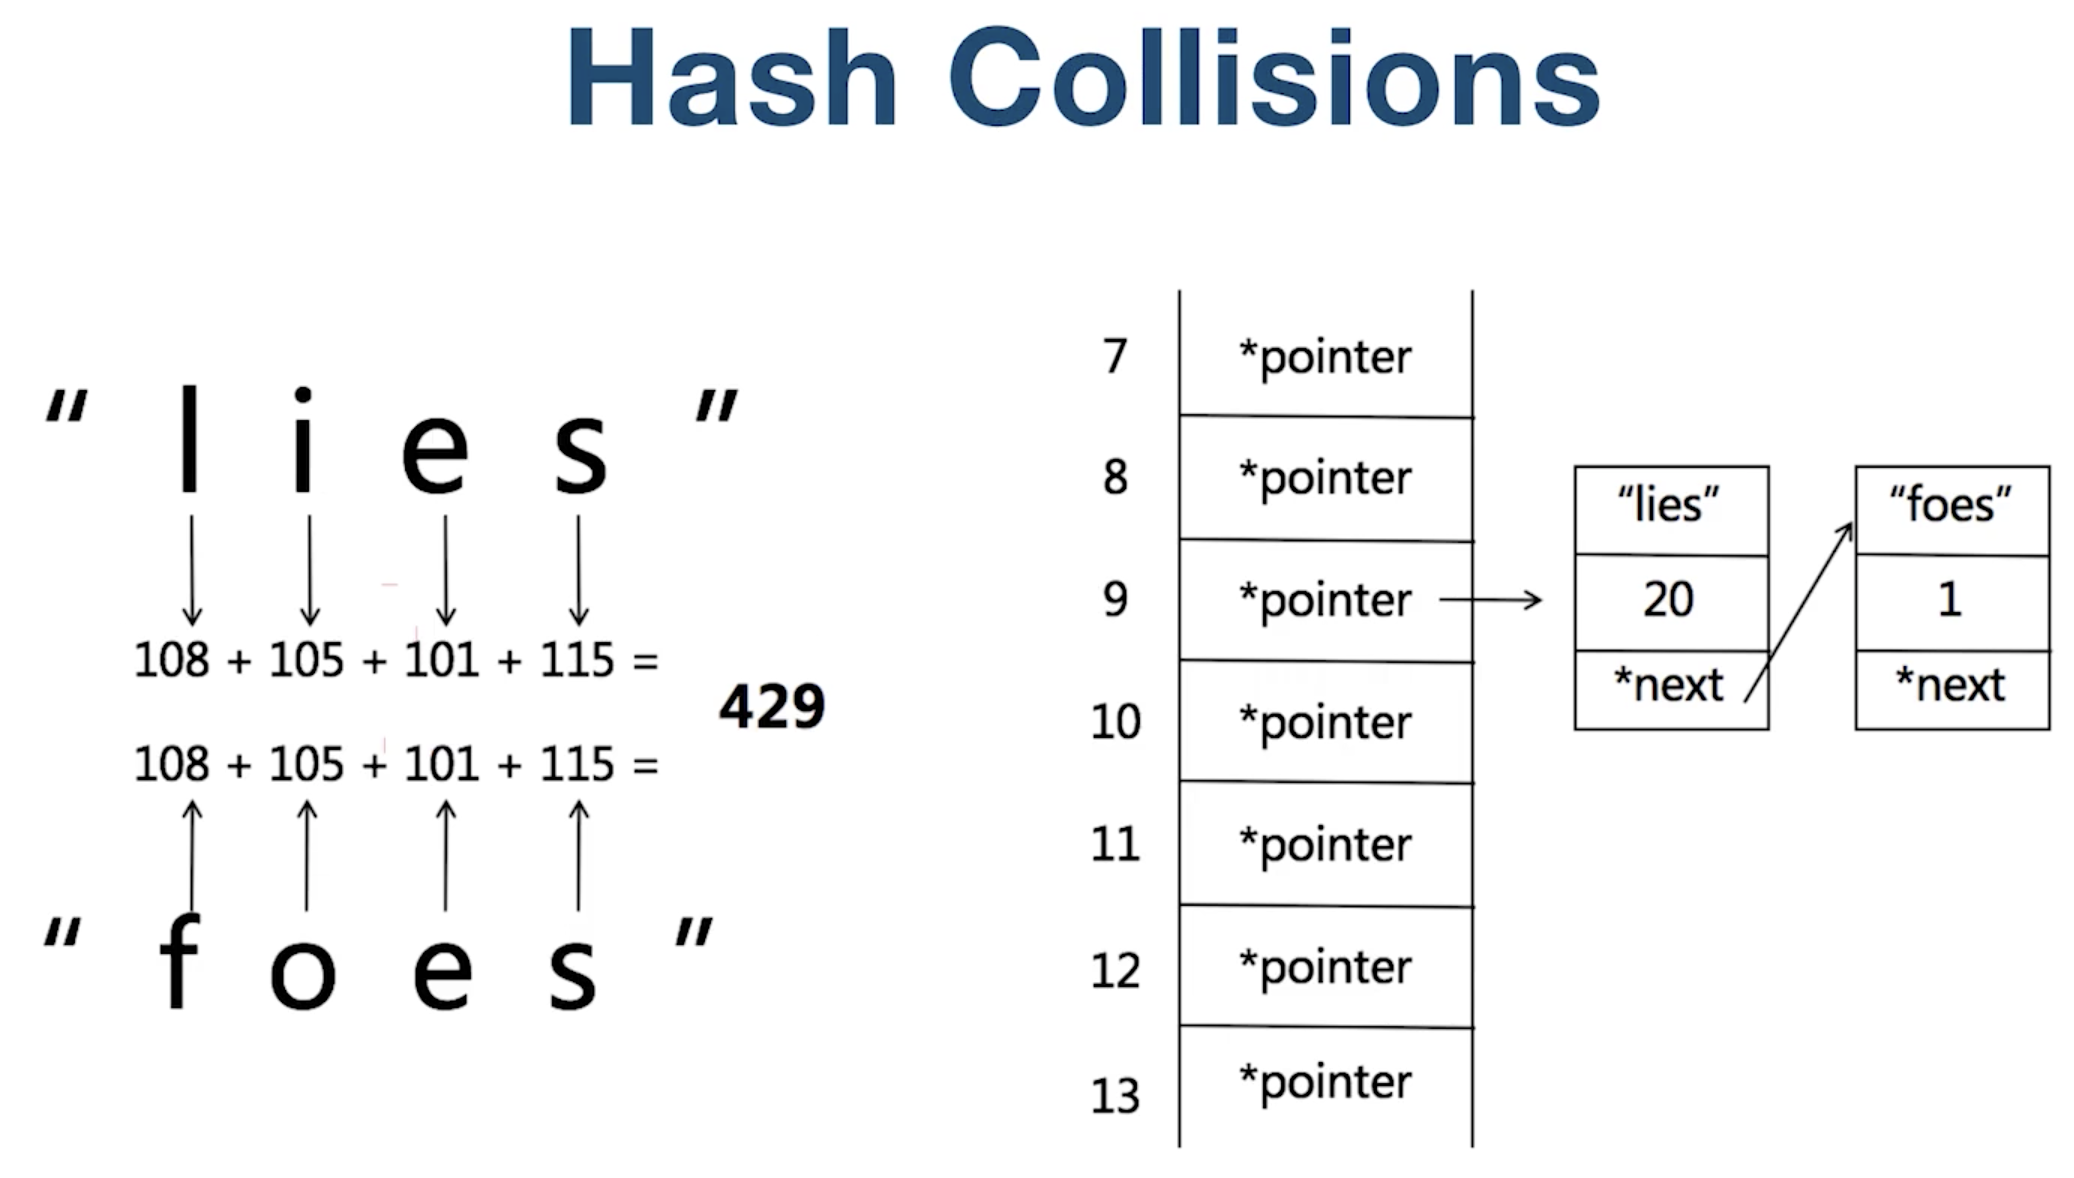 Hash Collisions
“ l i e s ”
108 + 105 + 101 + 115 =
429
108 + 105 + 101 + 115 =
“ f o e s ”
7 *pointer
8 *pointer
9 *pointer
10 *pointer
11 *pointer
12 *pointer
13 *pointer
“lies”
20
*next
“foes”
1
*next